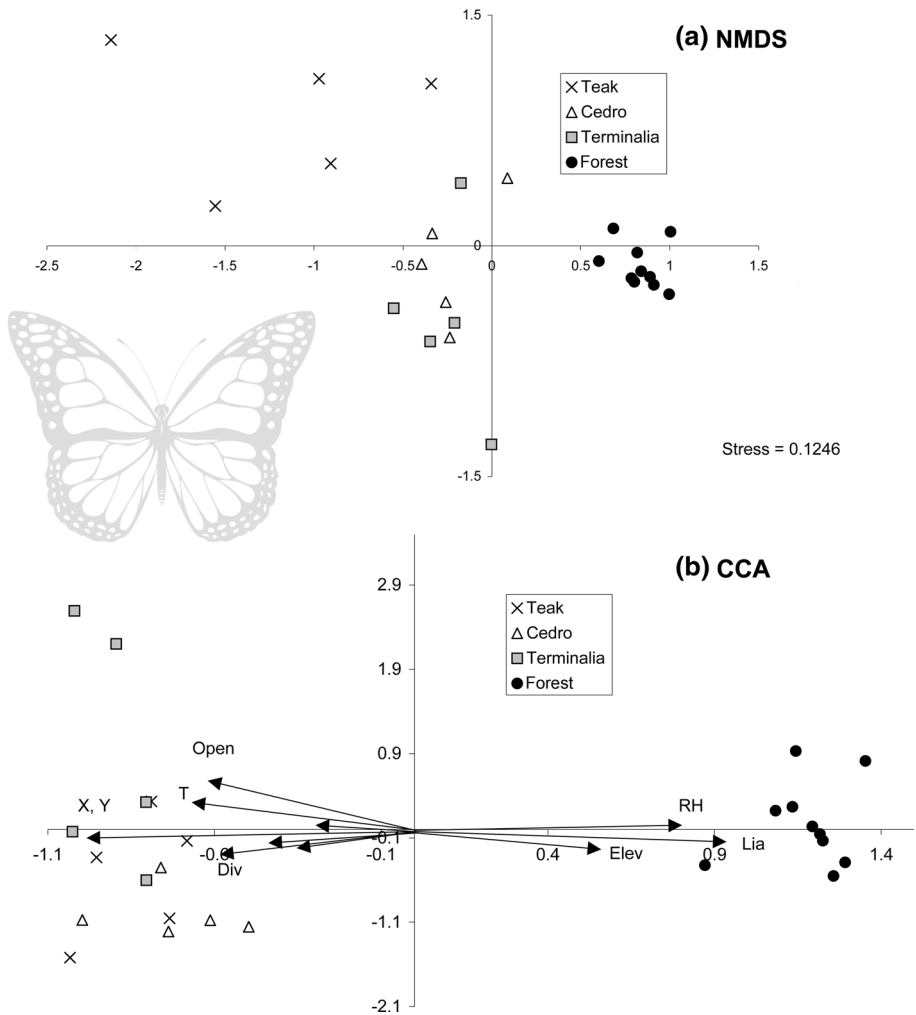 1.5
(a) NMDS
Teak
Cedro
Terminalia
Forest
0
-2.5 -2 -1.5 -1 -0.5 0 0.5 1 1.5
Stress = 0.1246
-1.5
(b) CCA
2.9
Teak
Cedro
Terminalia
Forest
1.9
0.9
Open
T
X, Y
RH
-1.1 -0.6 -0.1 -0.1 0.4 0.9 1.4
Lia
Elev
Div
-1.1
-2.1